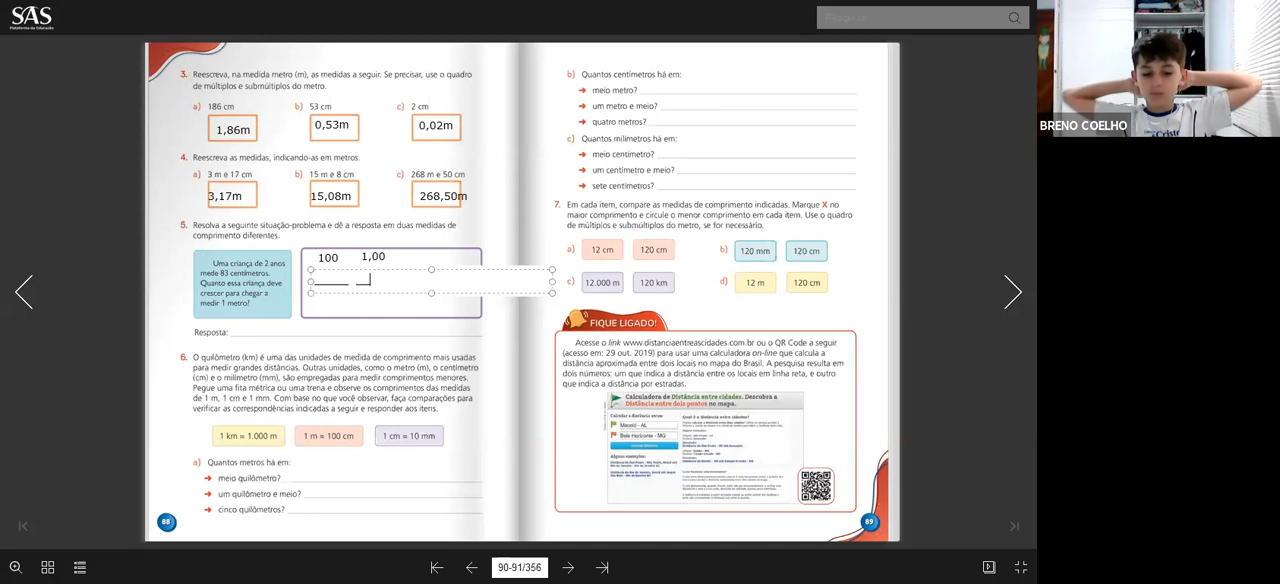 SAS
Plataforma de Educação
3. Reescreva, na medida metro (m), as medidas a seguir. Se precisar, use o quadro
de múltiplos e submúltiplos do metro.
a) 186 cm b) 53 cm c) 2 cm
1,86m 0,53m 0,02m
4. Reescreva as medidas, indicando-as em metros.
a) 3 m e 17 cm b) 15 m e 8 cm c) 268 m e 50 cm
3,17m 15,08m 268,50m
5. Resolva a seguinte situação-problema e dê a resposta em duas medidas de
comprimento diferentes.
Uma criança de 2 anos
mede 83 centímetros.
Quanto essa criança deve
crescer para chegar a
medir 1 metro?
100 1,00
Resposta:
6. O quilômetro (km) é uma das unidades de medida de comprimento mais usadas
para medir grandes distâncias. Outras unidades, como o metro (m), o centímetro
(cm) e o milímetro (mm), são empregadas para medir comprimentos menores.
Pegue uma fita métrica ou uma trena e observe os comprimentos das medidas
de 1 m, 1 cm e 1 mm. Com base no que você observar, faça comparações para
verificar as correspondências indicadas a seguir e responder aos itens.
1 km = 1.000 m 1 m = 100 cm 1 cm = 10 mm
a) Quantos metros há em:
meio quilômetro?
um quilômetro e meio?
cinco quilômetros?
88
b) Quantos centímetros há em:
meio metro?
um metro e meio?
quatro metros?
c) Quantos milímetros há em:
meio centímetro?
um centímetro e meio?
sete centímetros?
7. Em cada item, compare as medidas de comprimento indicadas. Marque X no
maior comprimento e circule o menor comprimento em cada item. Use o quadro
de múltiplos e submúltiplos do metro, se for necessário.
a) 12 cm 120 cm b) 120 mm 120 cm
c) 12.000 m 120 km d) 12 m 120 cm
FIQUE LIGADO!
Acesse o link www.distanciaentreascidades.com.br ou o QR Code a seguir
(acesso em: 29 out. 2019) para usar uma calculadora on-line que calcula a
distância aproximada entre dois locais no mapa do Brasil. A pesquisa resulta em
dois números: um que indica a distância entre os locais em linha reta, e outro
que indica a distância por estradas.
Calculadora de Distância entre cidades. Descubra a
Distância entre dois pontos no mapa.
Maceió - AL
Belo Horizonte - MG
89
BRENO COELHO
90-91/356